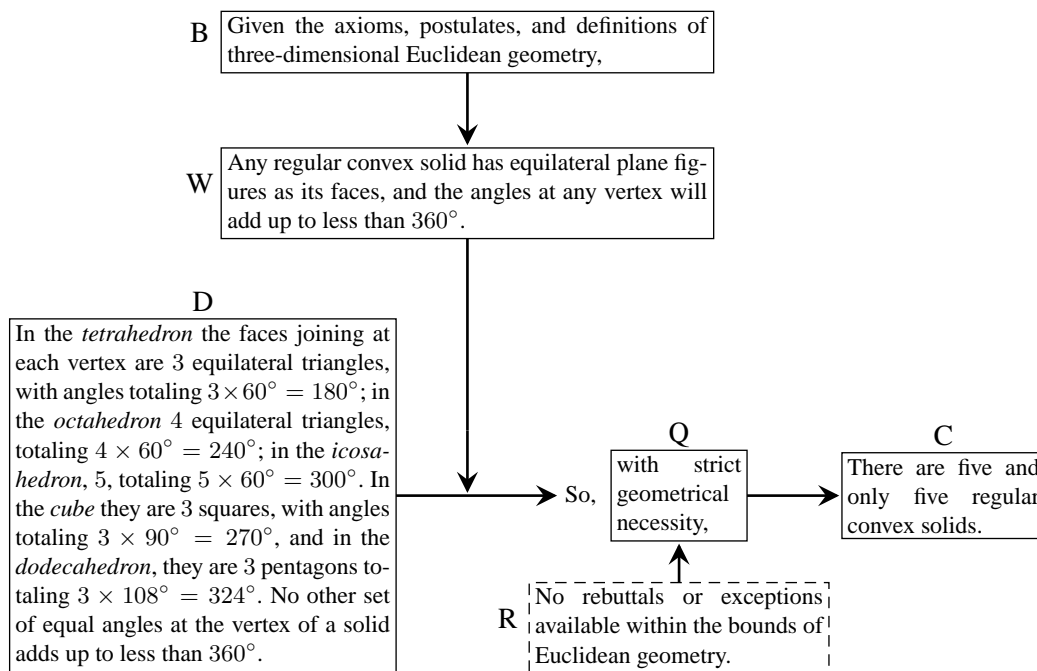 B
Given the axioms, postulates, and definitions of
three-dimensional Euclidean geometry,
W
Any regular convex solid has equilateral plane fig-
ures as its faces, and the angles at any vertex will
add up to less than 360°.
D
In the tetrahedron the faces joining at
each vertex are 3 equilateral triangles,
with angles totaling 3 × 60° = 180°; in
the octahedron 4 equilateral triangles,
totaling 4 × 60° = 240°; in the icosa-
hedron, 5, totaling 5 × 60° = 300°. In
the cube they are 3 squares, with angles
totaling 3 × 90° = 270°, and in the
dodecahedron, they are 3 pentagons to-
taling 3 × 108° = 324°. No other set
of equal angles at the vertex of a solid
adds up to less than 360°.
So,
Q
with strict
geometrical
necessity,
C
There are five and
only five regular
convex solids.
R
No rebuttals or exceptions
available within the bounds of
Euclidean geometry.